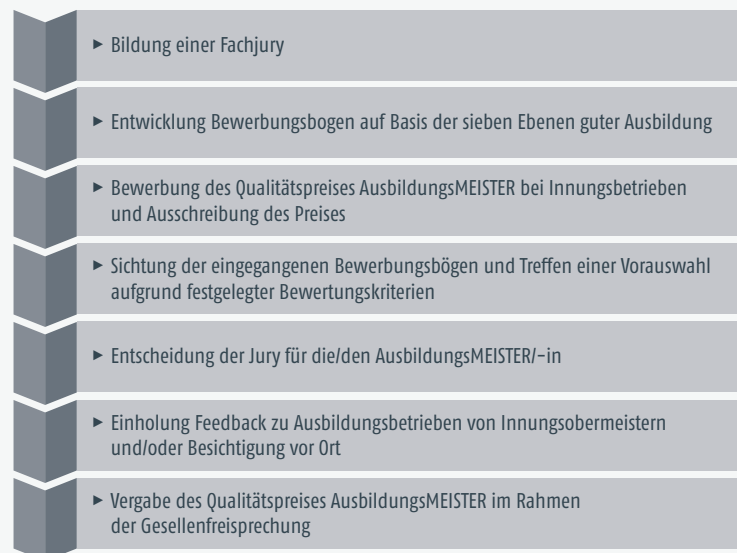 ▸ Bildung einer Fachjury
▸ Entwicklung Bewerbungsbogen auf Basis der sieben Ebenen guter Ausbildung
▸ Bewerbung des Qualitätspreises AusbildungsMEISTER bei Innungsbetrieben
und Ausschreibung des Preises
▸ Sichtung der eingegangenen Bewerbungsbögen und Treffen einer Vorauswahl
aufgrund festgelegter Bewertungskriterien
▸ Entscheidung der Jury für die/den AusbildungsMEISTER/-in
▸ Einholung Feedback zu Ausbildungsbetrieben von Innungsobermeistern
und/oder Besichtigung vor Ort
▸ Vergabe des Qualitätspreises AusbildungsMEISTER im Rahmen
der Gesellenfreisprechung